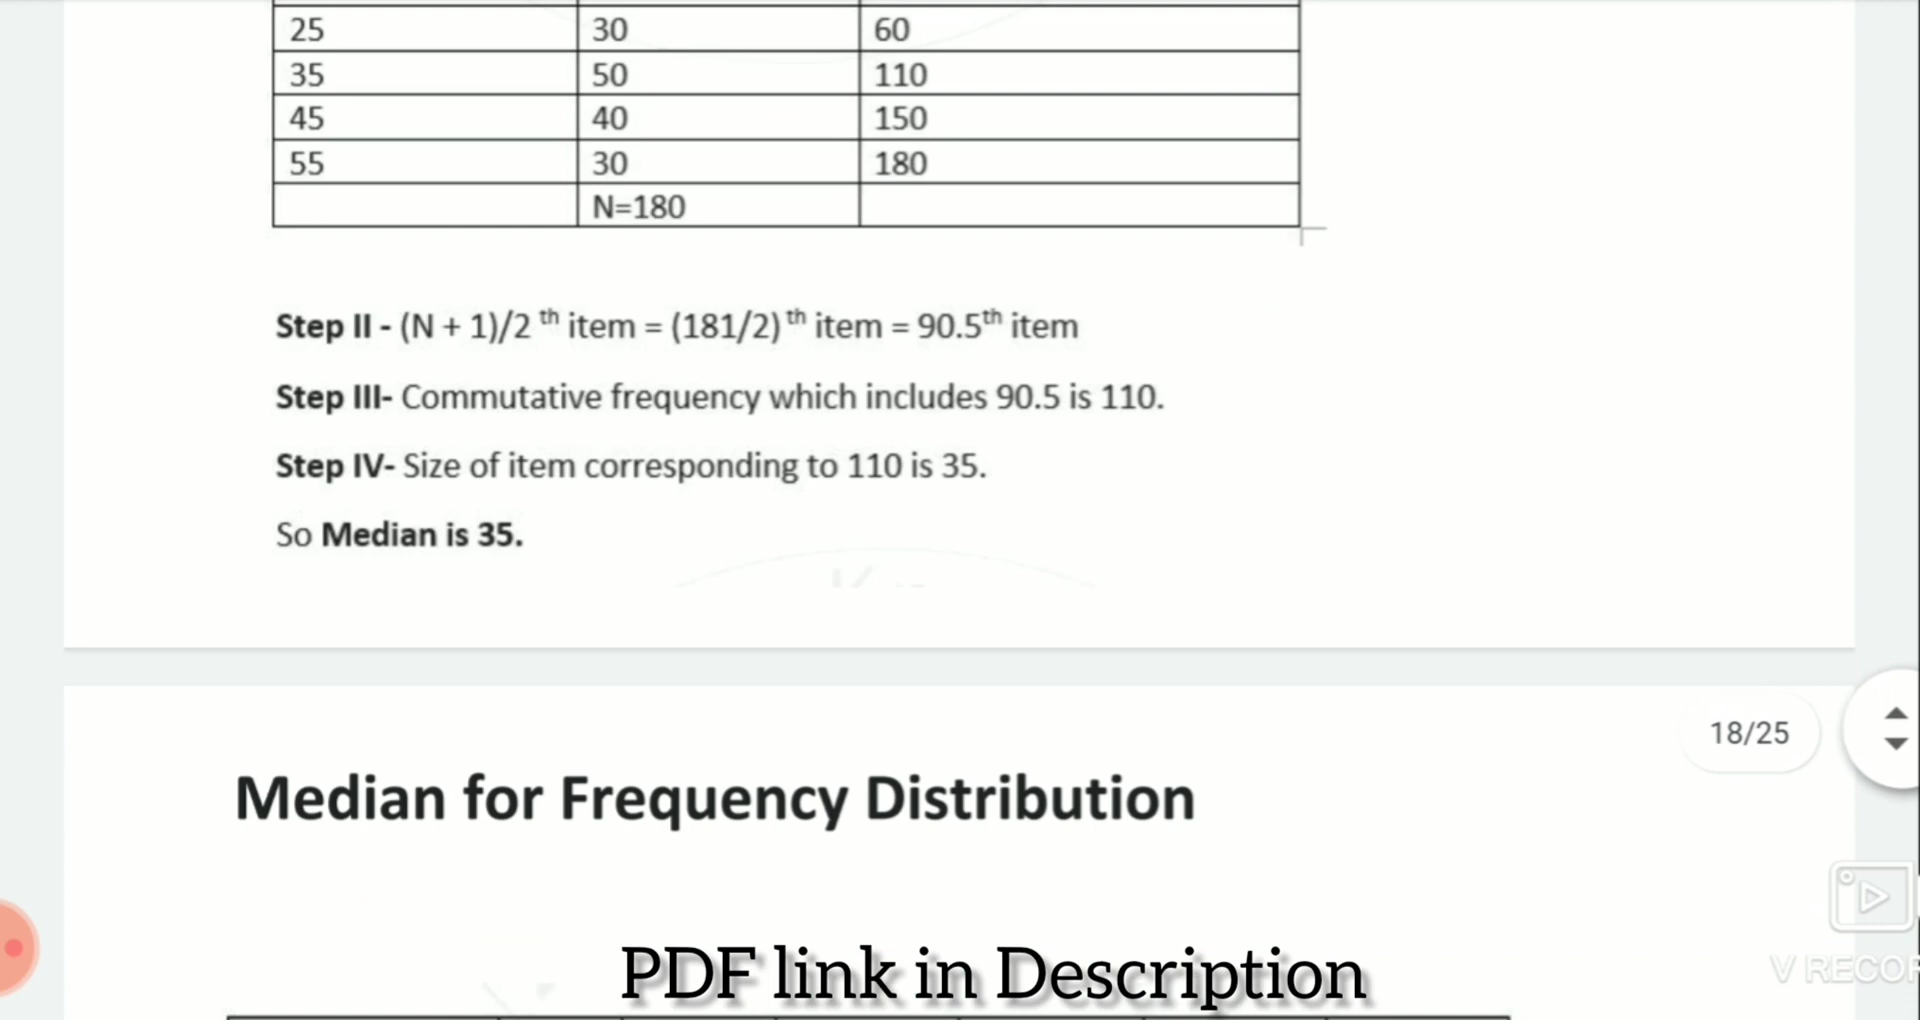 25 30 60
35 50 110
45 40 150
55 30 180
N=180
Step II - (N + 1)/2 th item = (181/2) th item = 90.5th item
Step III- Commutative frequency which includes 90.5 is 110.
Step IV- Size of item corresponding to 110 is 35.
So Median is 35.
18/25
Median for Frequency Distribution
PDF link in Description